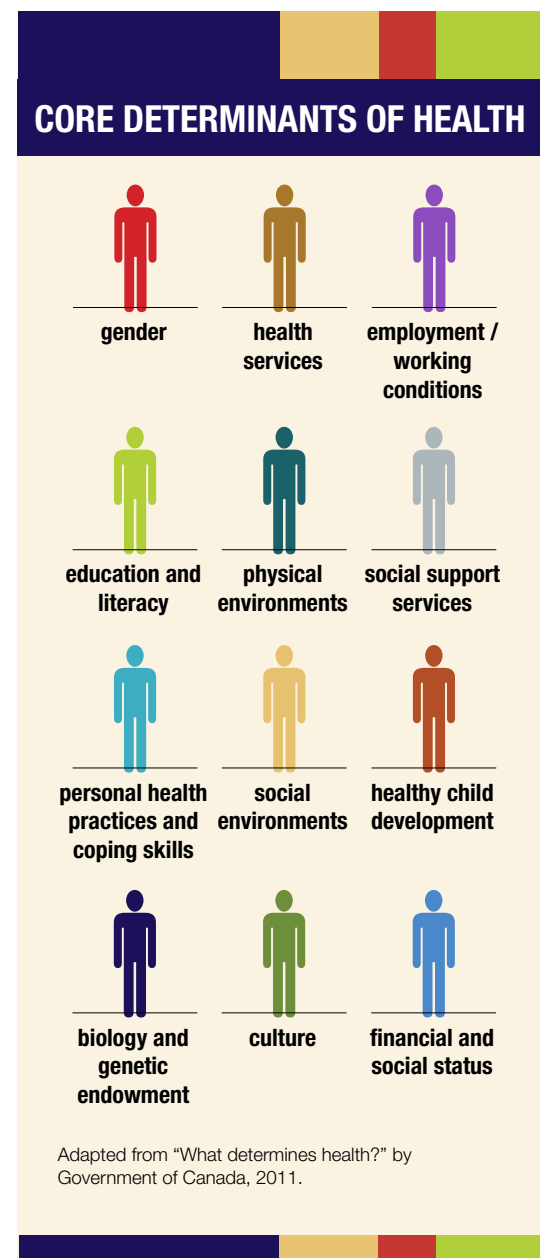 CORE DETERMINANTS OF HEALTH
gender
health
services
employment /
working
conditions
education and
literacy
physical
environments
social support
services
personal health
practices and
coping skills
social
environments
healthy child
development
biology and
genetic
endowment
culture
financial and
social status
Adapted from “What determines health?” by
Government of Canada, 2011.